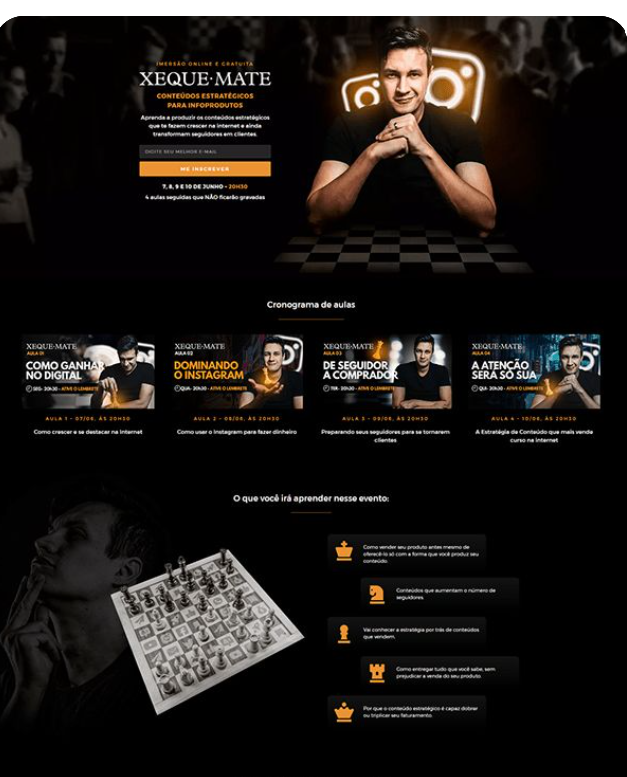 IMERSÃO ONLINE E GRATUITA
XEQUE-MATE
CONTEÚDOS ESTRATÉGICOS
PARA INFOPRODUTOS
Aprenda a produzir os conteúdos estratégicos
que te fazem crescer na internet e ainda
transformam seguidores em clientes.
DIGITE SEU MELHOR E-MAIL
ME INSCREVER
7, 8, 9 E 10 DE JUNHO - 20H30
4 aulas seguidas que NÃO ficarão gravadas
Cronograma de aulas
XEQUE-MATE
AULA 01
COMO GANHAR
NO DIGITAL
SEG- 20h30 - ATIVE O LEMBRETE
AULA 1 - 07/06, ÀS 20H30
Como crescer e se destacar na Internet
XEQUE-MATE
AULA 02
DOMINANDO
O INSTAGRAM
QUA- 20h30 - ATIVE O LEMBRETE
AULA 2 - 08/06, ÀS 20H30
Como usar o Instagram para fazer dinheiro
XEQUE-MATE
AULA 03
DE SEGUIDOR
A COMPRADOR
TER- 20h30 - ATIVE O LEMBRETE
AULA 3 - 09/06, ÀS 20H30
Preparando seus seguidores para se tornarem
clientes
XEQUE-MATE
AULA 04
A ATENÇÃO
SERÁ SÓ SUA
QUI- 20h30 - ATIVE O LEMBRETE
AULA 4 - 10/06, ÀS 20H30
A Estratégia de Conteúdo que mais vende
curso na internet
O que você irá aprender nesse evento:
Como vender seu produto antes mesmo de
oferecê-lo só com a forma que você produz seu
conteúdo.
Conteúdos que aumentam o número de
seguidores.
Vai conhecer a estratégia por trás de conteúdos
que vendem.
Como entregar tudo que você sabe, sem
prejudicar a venda do seu produto
Por que o conteúdo estratégico é capaz dobrar
ou triplicar seu faturamento.